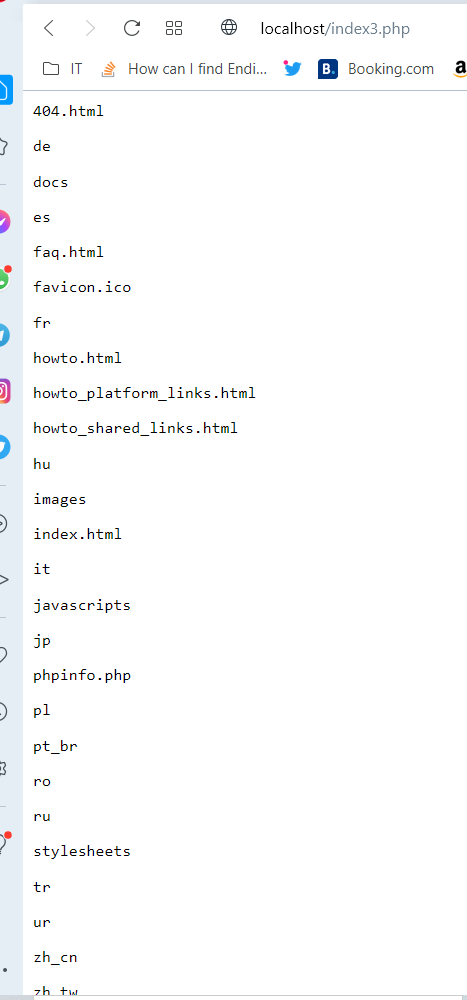 localhost/index3.php
IT How can I find Endi... B. Booking.com a
404.html
de
docs
es
faq.html
favicon.ico
fr
howto.html
howto_platform_links.html
howto_shared_links.html
hu
images
index.html
it
javascripts
jp
phpinfo.php
pl
pt_br
ro
ru
stylesheets
tr
ur
zh_cn
zh_tw